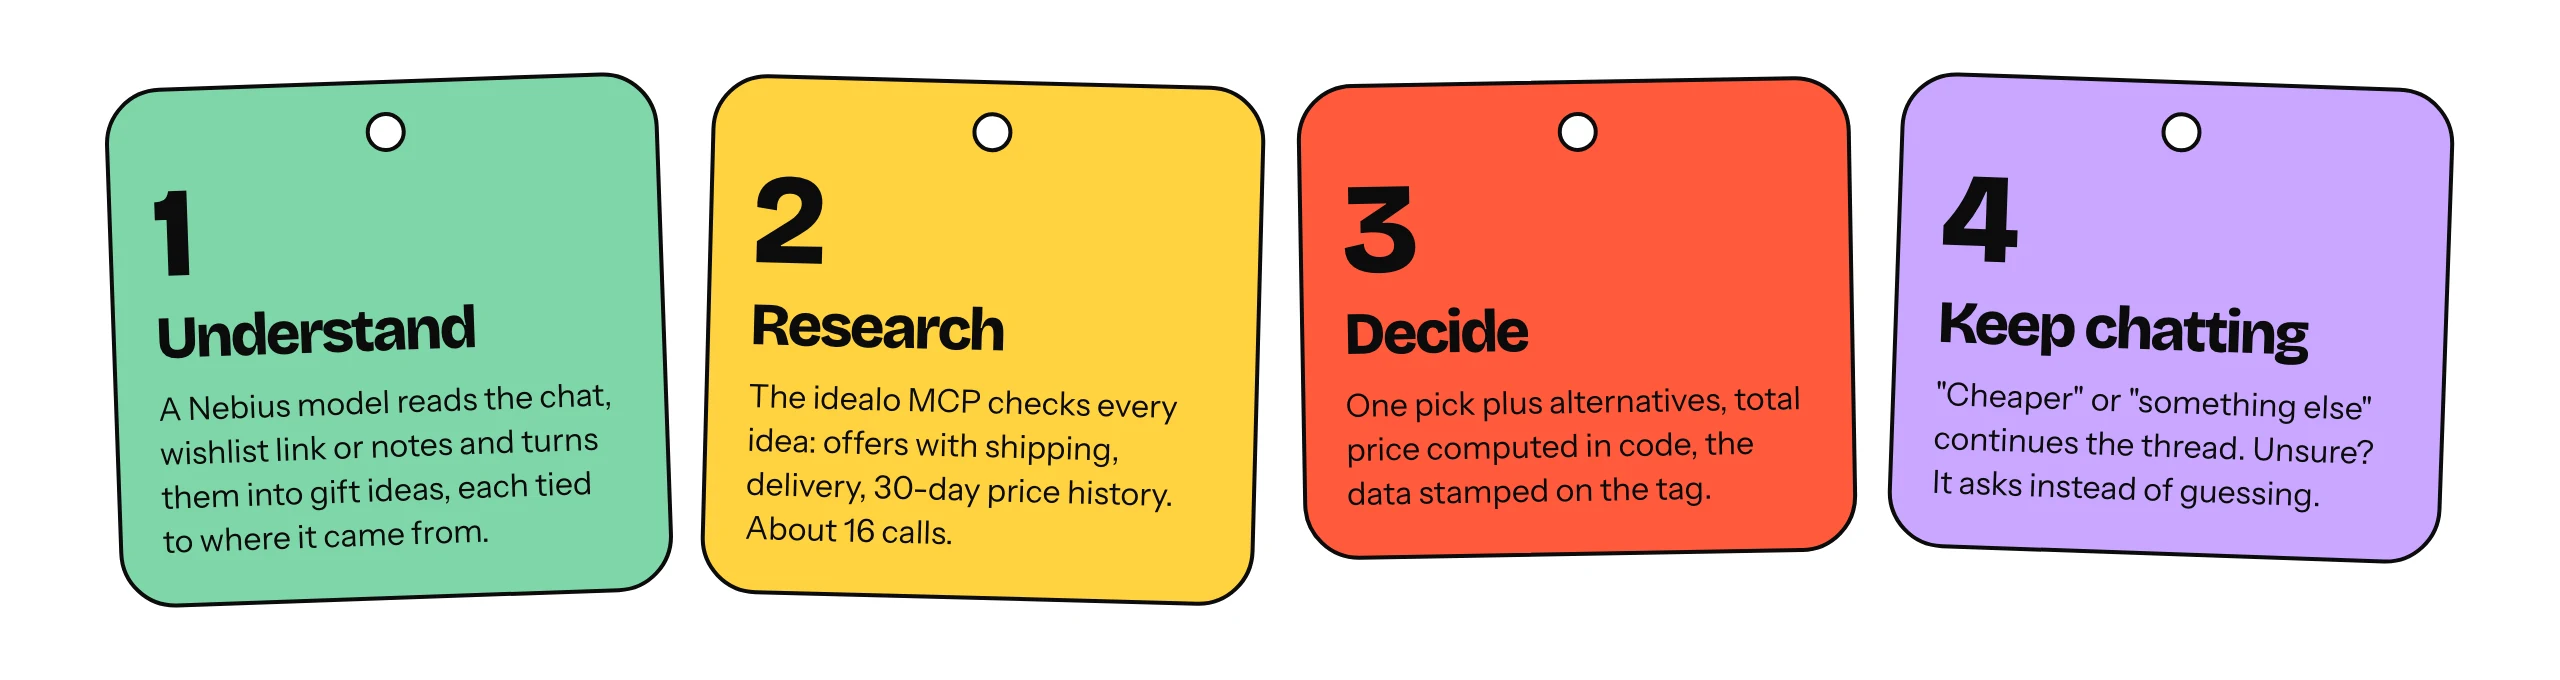 1
Understand
A Nebius model reads the chat,
wishlist link or notes and turns
them into gift ideas, each tied
to where it came from.
2
Research
The idealo MCP checks every
idea: offers with shipping,
delivery, 30-day price history.
About 16 calls.
3
Decide
One pick plus alternatives, total
price computed in code, the
data stamped on the tag.
4
Keep chatting
"Cheaper" or "something else"
continues the thread. Unsure?
It asks instead of guessing.